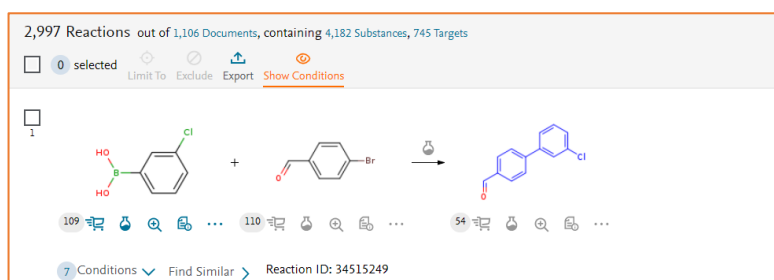 2,997 Reactions out of 1,106 Documents, containing 4,182 Substances, 745 Targets
0 selected Limit To Exclude Export Show Conditions
1
HO B HO Cl + O Br O Cl
109 ... 110 ... 54 ...
7 Conditions Find Similar Reaction ID: 34515249